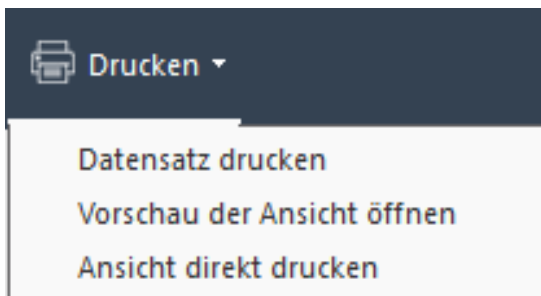 Drucken
Datensatz drucken
Vorschau der Ansicht öffnen
Ansicht direkt drucken